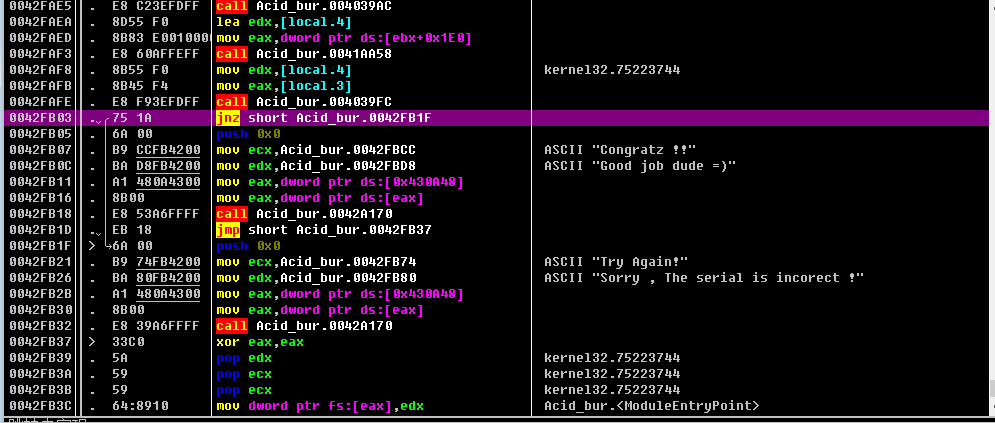 0042FAE5 . E8 C23EFDFF call Acid_bur.004039AC
0042FAEA . 8D55 F0 lea edx,[local.4]
0042FAED . 8B83 E0010000 mov eax,dword ptr ds:[ebx+0x1E0]
0042FAF3 . E8 60AFFEFF call Acid_bur.0041AA58
0042FAF8 . 8B55 F0 mov edx,[local.4] kernel32.75223744
0042FAFB . 8B45 F4 mov eax,[local.3]
0042FAFE . E8 F93EFDFF call Acid_bur.004039FC
0042FB03 . 75 1A jnz short Acid_bur.0042FB1F
0042FB05 . 6A 00 push 0x0
0042FB07 . B9 CCFB4200 mov ecx,Acid_bur.0042FBCC ASCII "Congratz !!"
0042FB0C . BA D8FB4200 mov edx,Acid_bur.0042FBD8 ASCII "Good job dude =)"
0042FB11 . A1 480A4300 mov eax,dword ptr ds:[0x430A48]
0042FB16 . 8B00 mov eax,dword ptr ds:[eax]
0042FB18 . E8 53A6FFFF call Acid_bur.0042A170
0042FB1D . EB 18 jmp short Acid_bur.0042FB37
0042FB1F > 6A 00 push 0x0
0042FB21 . B9 74FB4200 mov ecx,Acid_bur.0042FB74 ASCII "Try Again!"
0042FB26 . BA 80FB4200 mov edx,Acid_bur.0042FB80 ASCII "Sorry , The serial is incorect !"
0042FB2B . A1 480A4300 mov eax,dword ptr ds:[0x430A48]
0042FB30 . 8B00 mov eax,dword ptr ds:[eax]
0042FB32 . E8 39A6FFFF call Acid_bur.0042A170
0042FB37 > 33C0 xor eax,eax
0042FB39 . 5A pop edx kernel32.75223744
0042FB3A . 59 pop ecx kernel32.75223744
0042FB3B . 59 pop ecx kernel32.75223744
0042FB3C . 64:8910 mov dword ptr fs:[eax],edx Acid_bur.<ModuleEntryPoint>